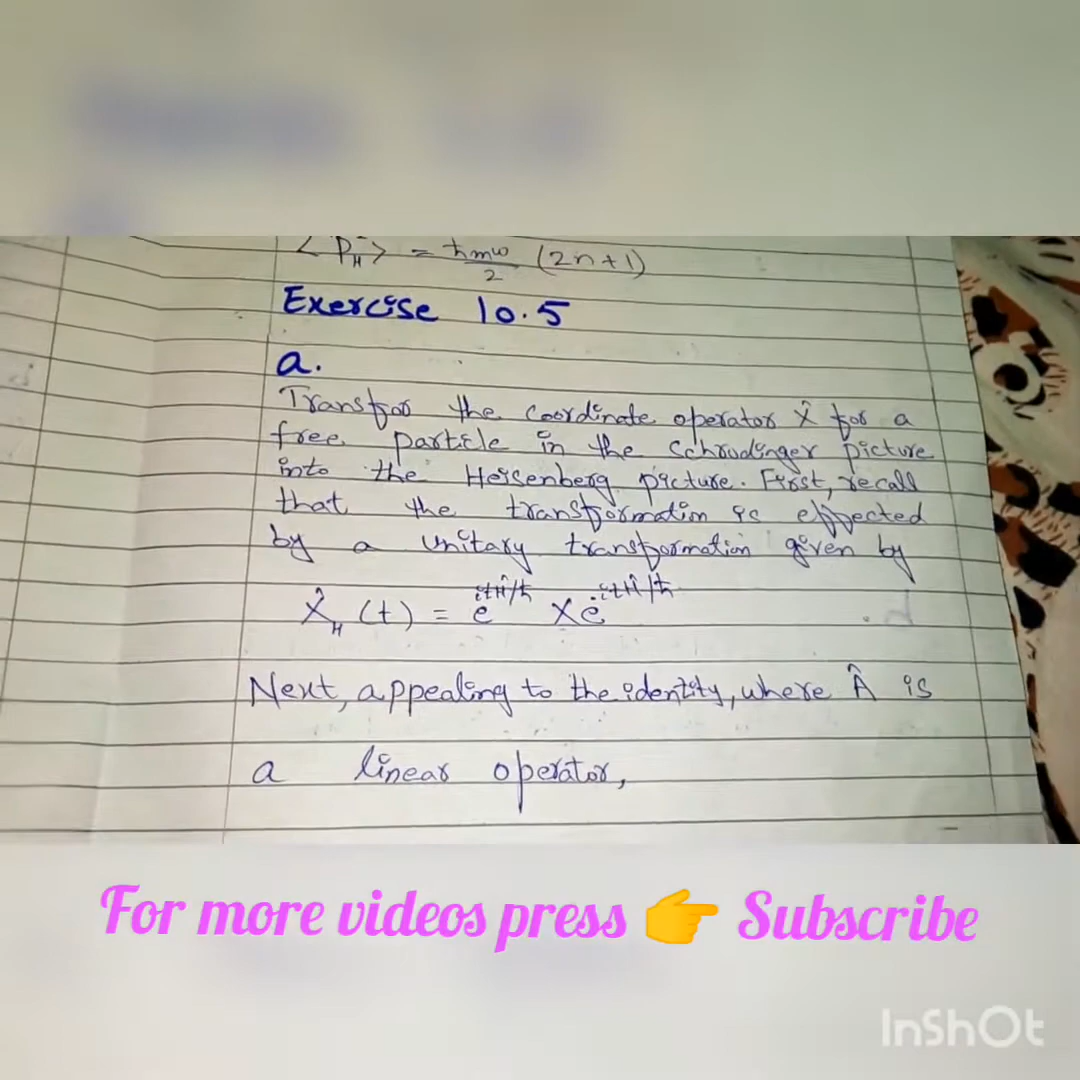 < P_H > = ħmω/2 (2n+1)
Exercise 10.5
a.
Transfor the coordinate operator X̂ for a
free particle in the Schrodinger picture
into the Heisenberg picture. First, recall
that the transformation is effected
by a unitary transformation given by
X̂_H (t) = e^{itĤ/ħ} X e^{itĤ/ħ}
Next, appealing to the identity, where Â is
a linear operator,
For more videos press 👉 Subscribe
InShOt